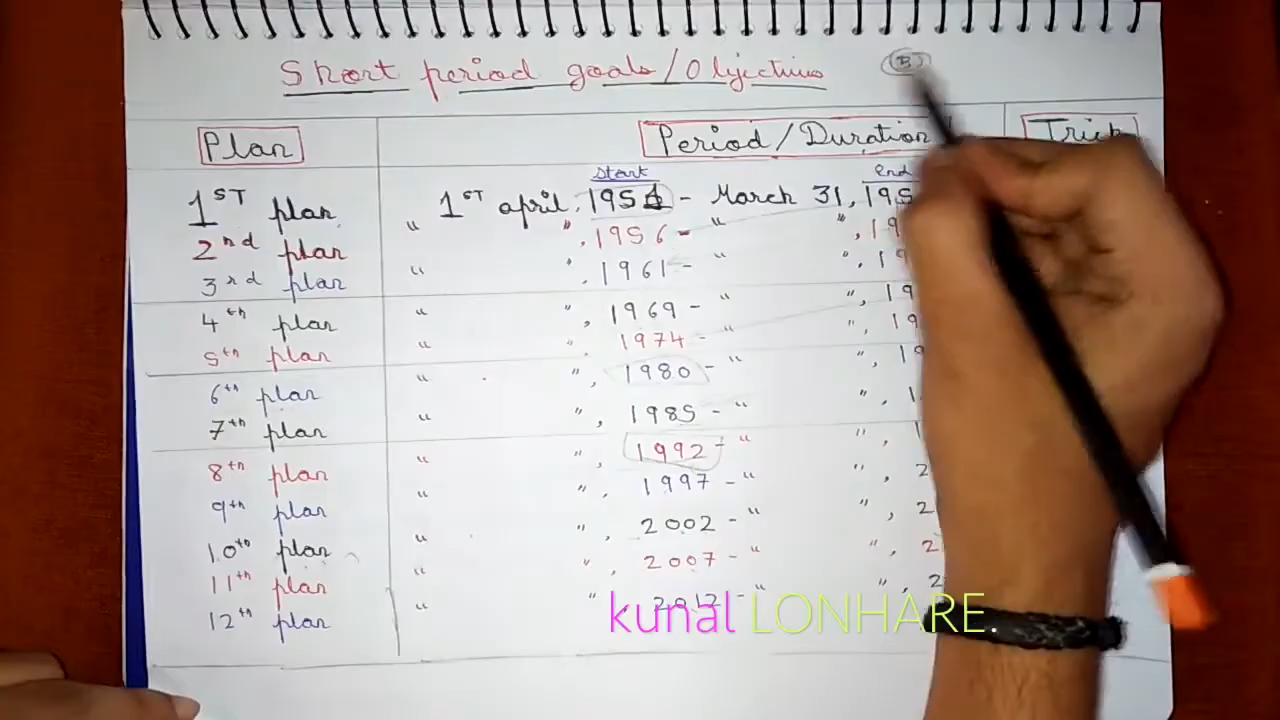 Short period goals/Objectives
Plan Period/Duration Trick
start end
1ST plan 1ST april, 1951 - March 31, 195
2nd plan " ", 1956 - " ", 19
3rd plan " ", 1961 - " ", 19
4th plan " ", 1969 - " ", 19
5th plan " ", 1974 - " ", 19
6th plan " ", 1980 - " ", 19
7th plan " ", 1985 - " ", 1
8th plan " ", 1992 - " ", 1
9th plan " ", 1997 - " ", 2
10th plan " ", 2002 - " ", 2
11th plan " ", 2007 - " ", 2
12th plan " ", 2012 - " ", 2
kunal LONHARE.